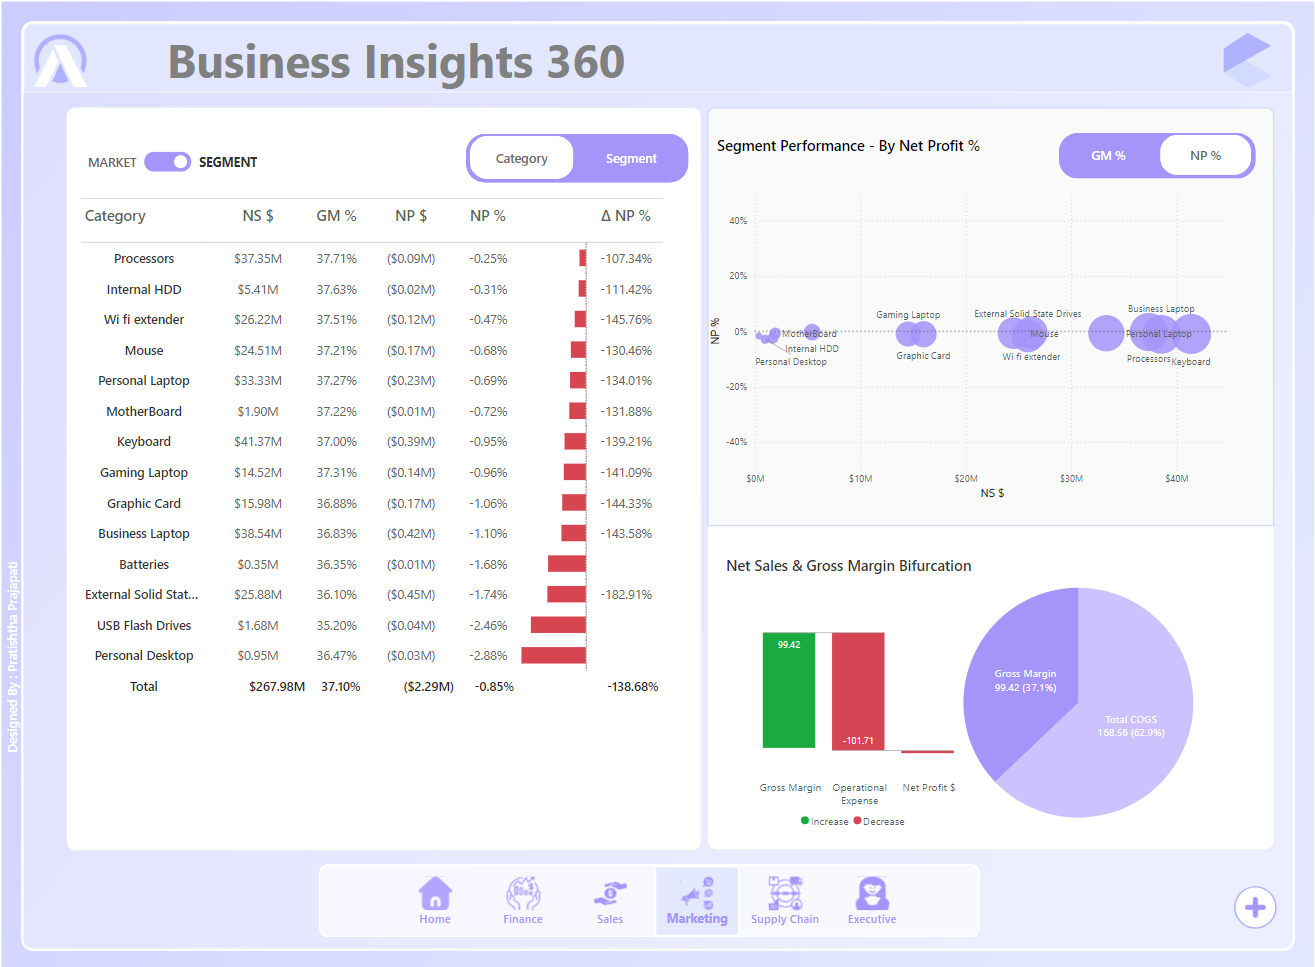 Business Insights 360
MARKET SEGMENT
Category Segment
Category NS $ GM % NP $ NP % Δ NP %
Processors $37.35M 37.71% ($0.09M) -0.25% -107.34%
Internal HDD $5.41M 37.63% ($0.02M) -0.31% -111.42%
Wi fi extender $26.22M 37.51% ($0.12M) -0.47% -145.76%
Mouse $24.51M 37.21% ($0.17M) -0.68% -130.46%
Personal Laptop $33.33M 37.27% ($0.23M) -0.69% -134.01%
MotherBoard $1.90M 37.22% ($0.01M) -0.72% -131.88%
Keyboard $41.37M 37.00% ($0.39M) -0.95% -139.21%
Gaming Laptop $14.52M 37.31% ($0.14M) -0.96% -141.09%
Graphic Card $15.98M 36.88% ($0.17M) -1.06% -144.33%
Business Laptop $38.54M 36.83% ($0.42M) -1.10% -143.58%
Batteries $0.35M 36.35% ($0.01M) -1.68%
External Solid Stat... $25.88M 36.10% ($0.45M) -1.74% -182.91%
USB Flash Drives $1.68M 35.20% ($0.04M) -2.46%
Personal Desktop $0.95M 36.47% ($0.03M) -2.88%
Total $267.98M 37.10% ($2.29M) -0.85% -138.68%
Segment Performance - By Net Profit %
GM % NP %
NP %
40%
20%
0%
-20%
-40%
Business Laptop
External Solid State Drives
Gaming Laptop
MotherBoard
Mouse
Personal Laptop
Internal HDD
Graphic Card
Wi fi extender
Processors
Keyboard
Personal Desktop
$0M $10M $20M $30M $40M
NS $
Net Sales & Gross Margin Bifurcation
99.42
-101.71
Gross Margin
Operational
Expense
Net Profit $
Increase Decrease
Gross Margin
99.42 (37.1%)
Total COGS
168.56 (62.9%)
Designed By : Pratishtha Prajapati
Home Finance Sales Marketing Supply Chain Executive